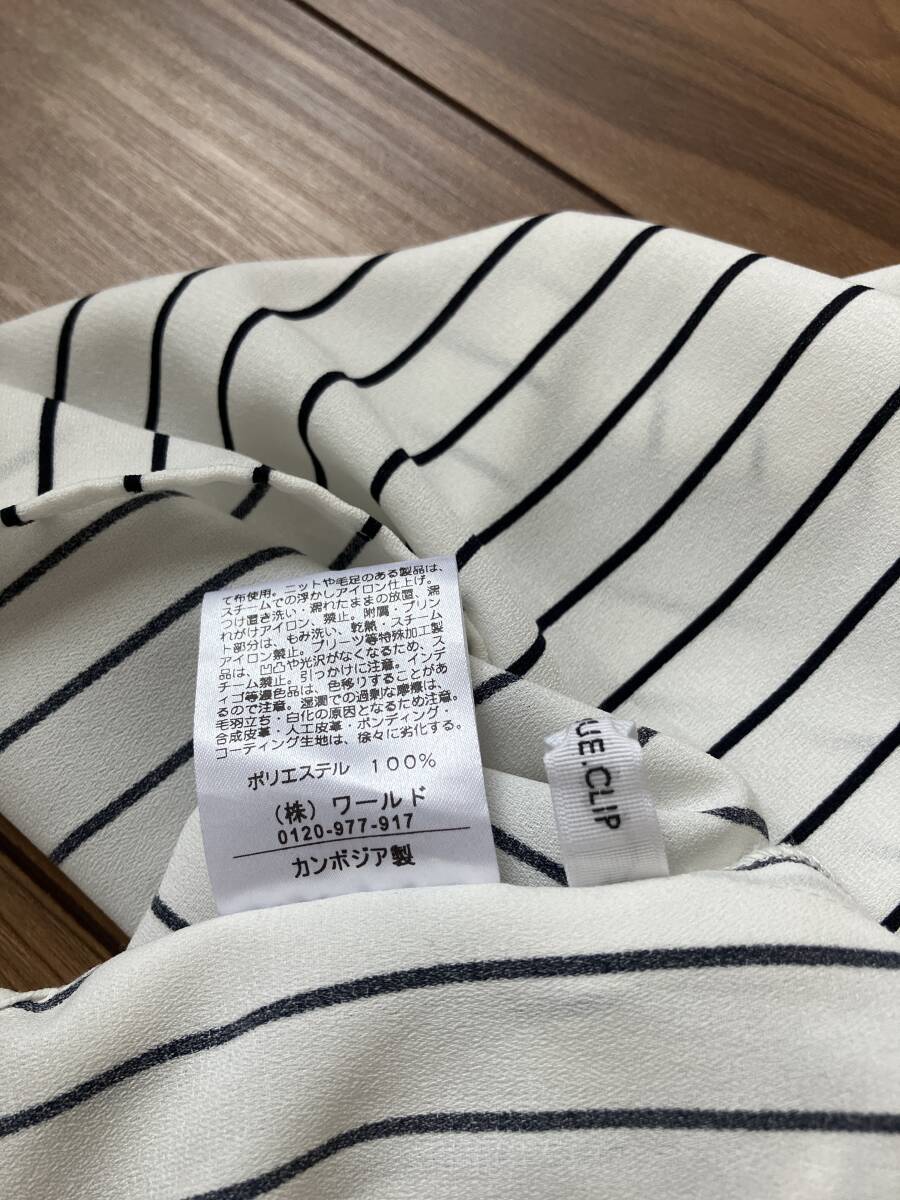 て布使用。ニットや毛足のある製品は、
スチームでの浮かしアイロン仕上げ。
つけ置き洗い・濡れたままの放置、濡
れがけアイロン、禁止。附属・プリン
ト部分は、もみ洗い、乾熱・スチーム
アイロン禁止。プリーツ等特殊加工製
品は、凹凸や光沢がなくなるため、ス
チーム禁止。引っかけに注意。インデ
ィゴ等濃色品は、色移りすることがあ
るので注意。湿潤での過剰な摩擦は、
毛羽立ち・白化の原因となるため注意。
合成皮革・人工皮革・ボンディング・
コーティング生地は、徐々に劣化する。
ポリエステル 100%
(株) ワールド
0120-977-917
カンボジア製
UE.CLIP